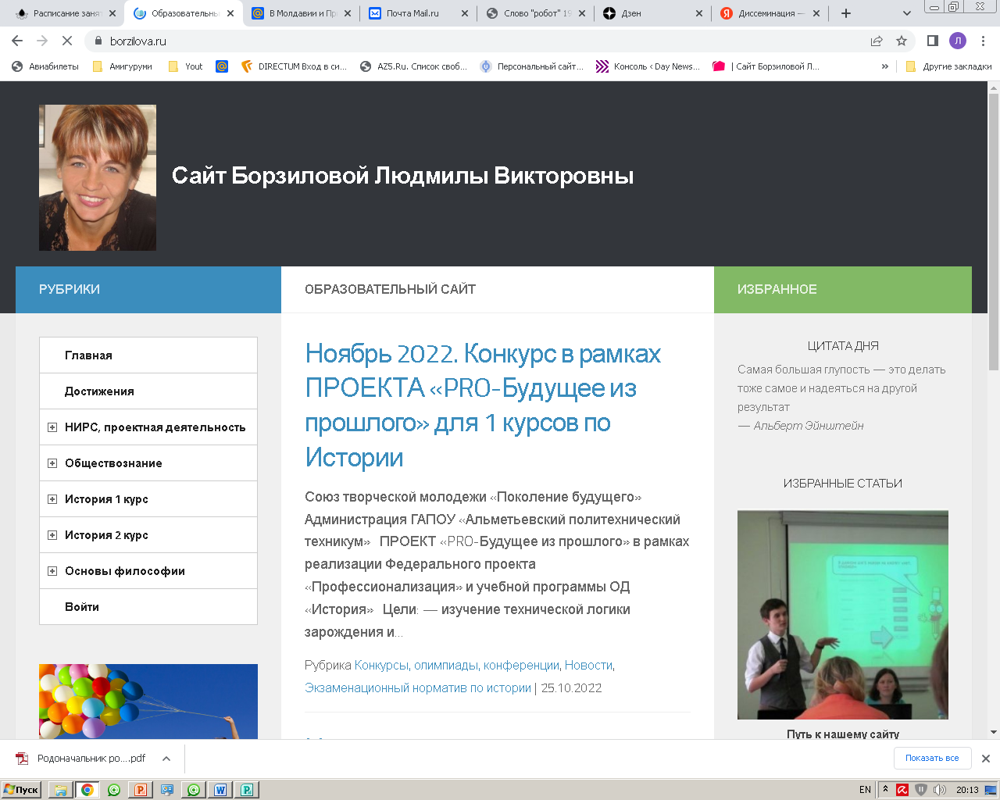 Расписание заня
Образовательнь
В Молдавии и Пр
Почта Mail.ru
Слово "робот" 19
Дзен
Диссеминация —
borzilova.ru
Л
Авиабилеты
Амигуруми
Yout
DIRECTUM Вход в си...
AZ5.Ru. Список своб...
Персональный сайт...
Консоль ‹ Day News...
| Сайт Борзиловой Л...
»
Другие закладки
Сайт Борзиловой Людмилы Викторовны
РУБРИКИ
Главная
Достижения
НИРС, проектная деятельность
Обществознание
История 1 курс
История 2 курс
Основы философии
Войти
ОБРАЗОВАТЕЛЬНЫЙ САЙТ
Ноябрь 2022. Конкурс в рамках
ПРОЕКТА «PRO-Будущее из
прошлого» для 1 курсов по
Истории
Союз творческой молодежи «Поколение будущего»
Администрация ГАПОУ «Альметьевский политехнический
техникум» ПРОЕКТ «PRO-Будущее из прошлого» в рамках
реализации Федерального проекта
«Профессионализация» и учебной программы ОД
«История» Цели: — изучение технической логики
зарождения и...
Рубрика Конкурсы, олимпиады, конференции, Новости,
Экзаменационный норматив по истории | 25.10.2022
ИЗБРАННОЕ
ЦИТАТА ДНЯ
Самая большая глупость — это делать
тоже самое и надеяться на другой
результат
— Альберт Эйнштейн
ИЗБРАННЫЕ СТАТЬИ
Путь к нашему сайту
Родоначальник ро....pdf
Показать все
Пуск
EN
20:13